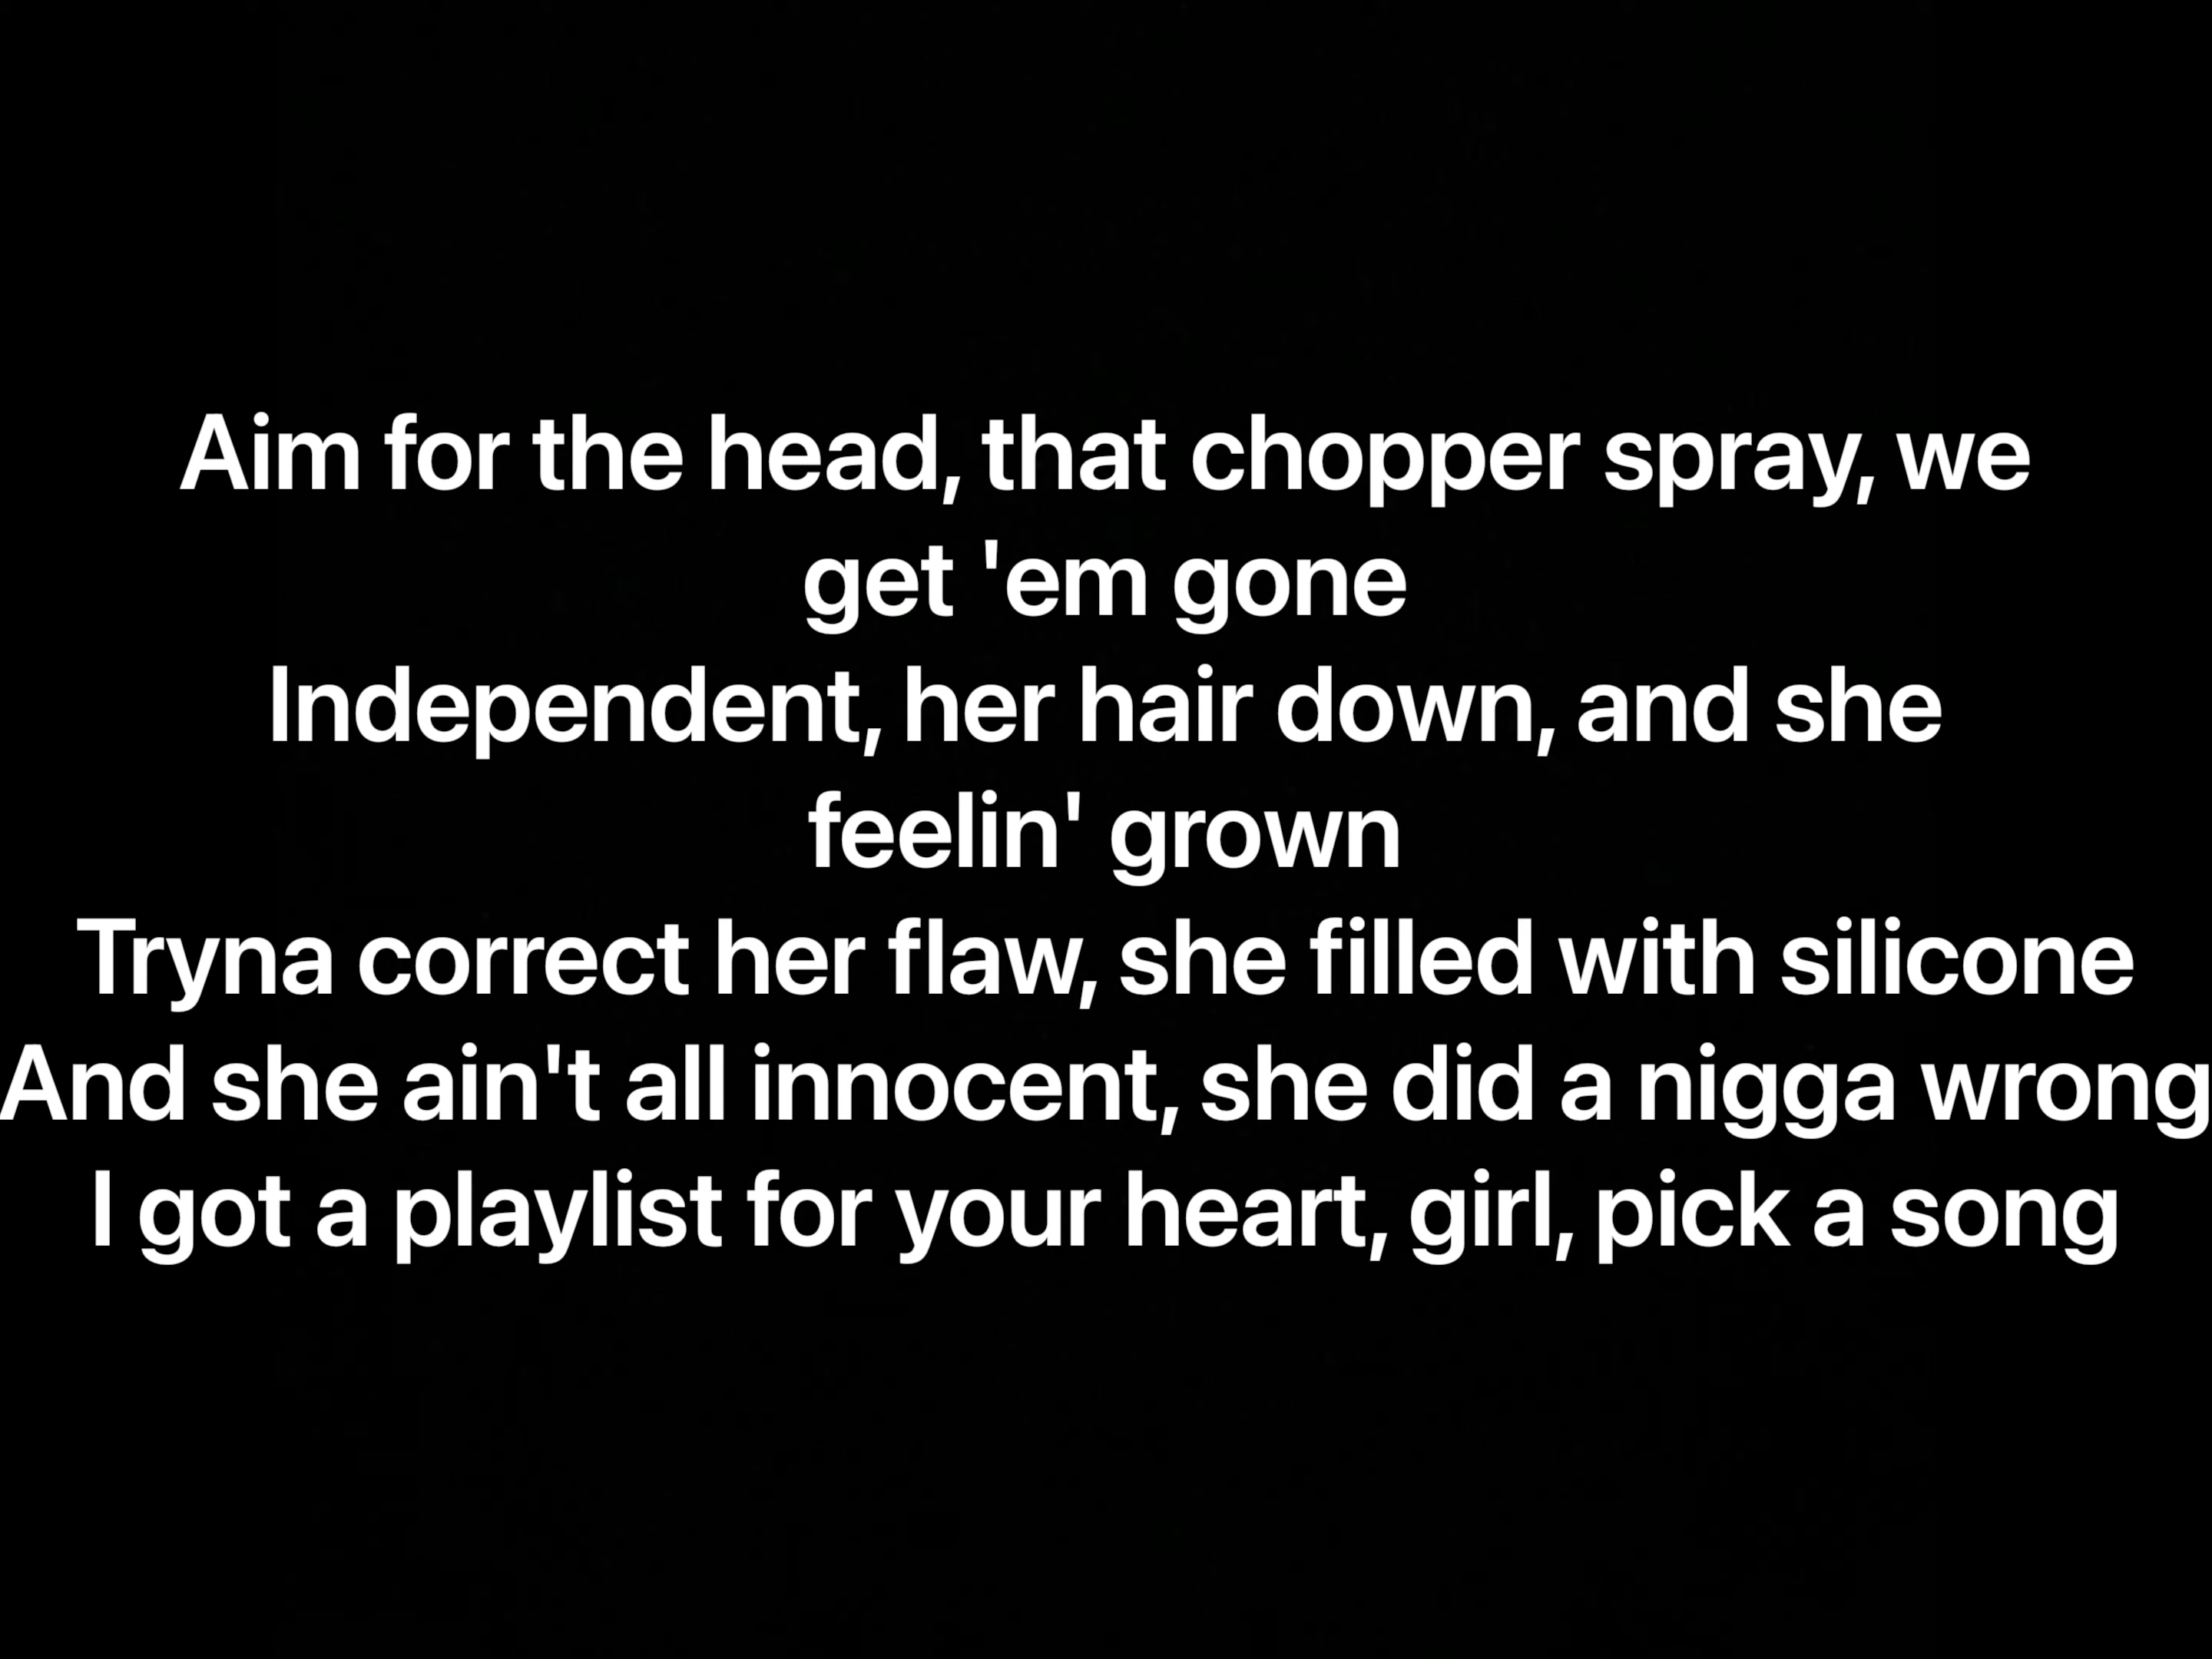 Aim for the head, that chopper spray, we
get 'em gone
Independent, her hair down, and she
feelin' grown
Tryna correct her flaw, she filled with silicone
And she ain't all innocent, she did a nigga wrong
I got a playlist for your heart, girl, pick a song